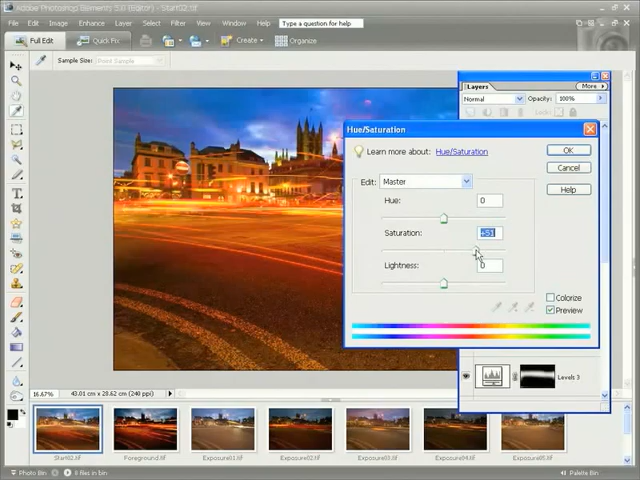 Adobe Photoshop Elements 3.0 (Editor) - Start02.tif
File Edit Image Enhance Layer Select Filter View Window Help Type a question for help
Full Edit Quick Fix Create Organize
Sample Size: Point Sample
Layers More
Normal Opacity: 100%
Lock:
Hue/Saturation
Learn more about: Hue/Saturation
OK
Cancel
Help
Edit: Master
Hue: 0
Saturation: +51
Lightness: 0
Colorize
Preview
Levels 3
16.67% 43.01 cm x 28.62 cm (240 ppi)
Start02.tif Foreground.tif Exposure01.tif Exposure02.tif Exposure03.tif Exposure04.tif Exposure05.tif
Photo Bin 8 files in bin Palette Bin